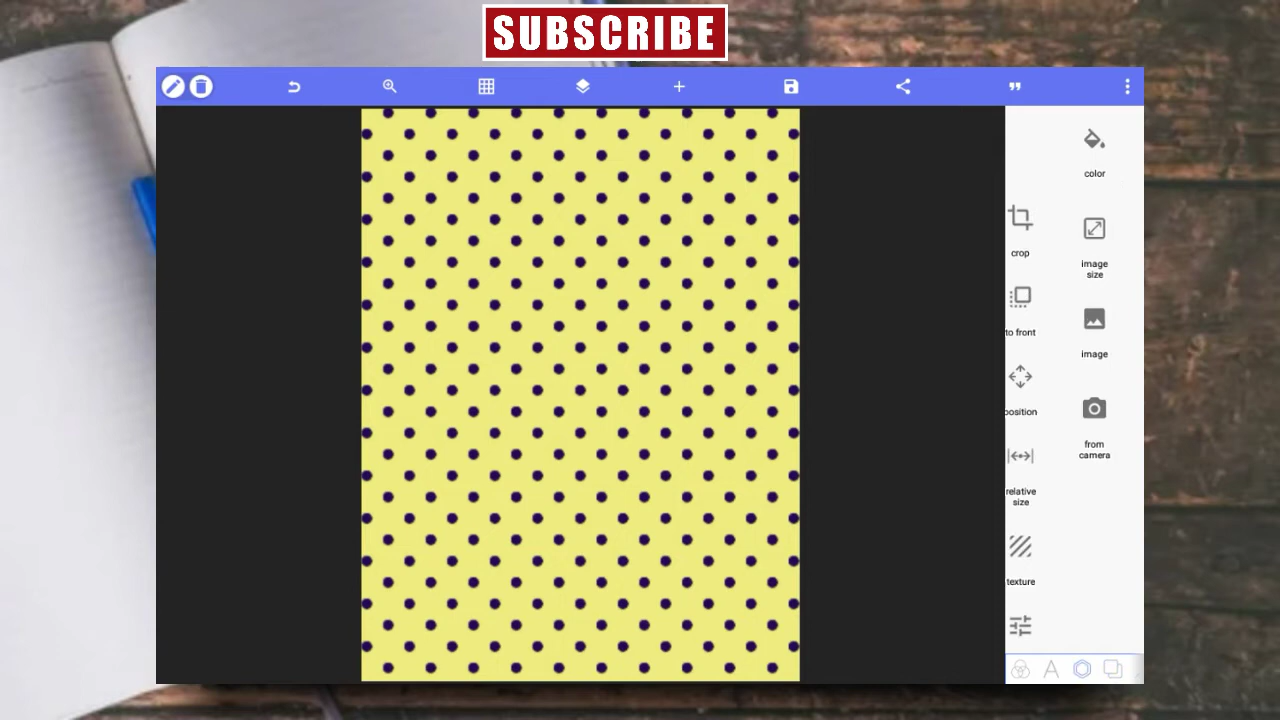 SUBSCRIBE
color
crop
image
size
to front
image
position
from
camera
relative
size
texture